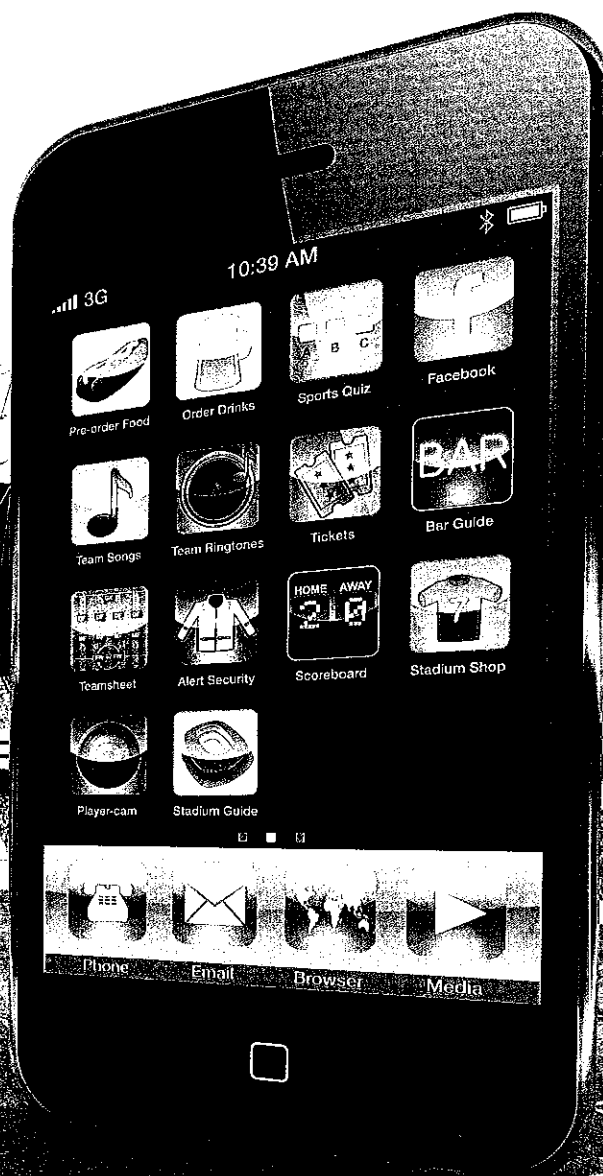 3G 10:39 AM
Pre-order Food Order Drinks Sports Quiz Facebook
A B C
Team Songs Team Ringtones Tickets Bar Guide
BAR
Teamsheet Alert Security Scoreboard Stadium Shop
HOME AWAY
2 0
7
Player-cam Stadium Guide
Phone Email Browser Media